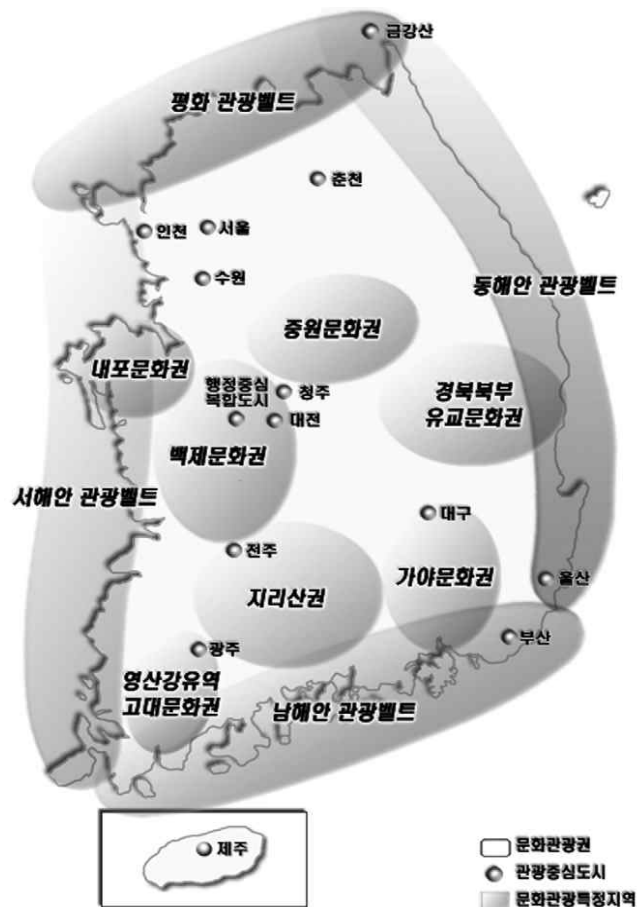 금강산
평화 관광벨트
춘천
인천
서울
수원
동해안 관광벨트
중원문화권
내포문화권
행정중심
복합도시
청주
대전
경북북부
유교문화권
백제문화권
서해안 관광벨트
대구
전주
가야문화권
울산
지리산권
부산
광주
영산강유역
고대문화권
남해안 관광벨트
제주
문화관광권
관광중심도시
문화관광특정지역